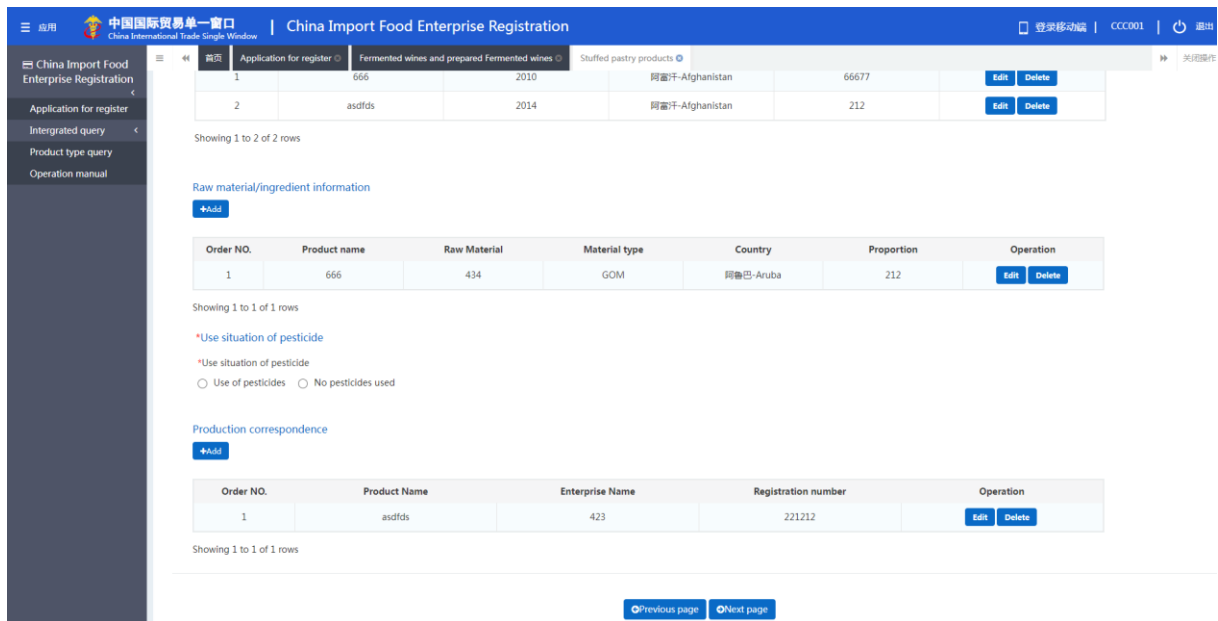 ☰ 应用 中国国际贸易单一窗口 | China Import Food Enterprise Registration 登录移动端 | CCC001 | 退出
China International Trade Single Window
首页 Application for register Fermented wines and prepared Fermented wines Stuffed pastry products 关闭操作
China Import Food
Enterprise Registration
Application for register
Intergrated query
Product type query
Operation manual
1 666 2010 阿富汗-Afghanistan 66677 Edit Delete
2 asdfds 2014 阿富汗-Afghanistan 212 Edit Delete
Showing 1 to 2 of 2 rows
Raw material/ingredient information
+Add
Order NO. Product name Raw Material Material type Country Proportion Operation
1 666 434 GOM 阿鲁巴-Aruba 212 Edit Delete
Showing 1 to 1 of 1 rows
*Use situation of pesticide
*Use situation of pesticide
Use of pesticides No pesticides used
Production correspondence
+Add
Order NO. Product Name Enterprise Name Registration number Operation
1 asdfds 423 221212 Edit Delete
Showing 1 to 1 of 1 rows
Previous page Next page